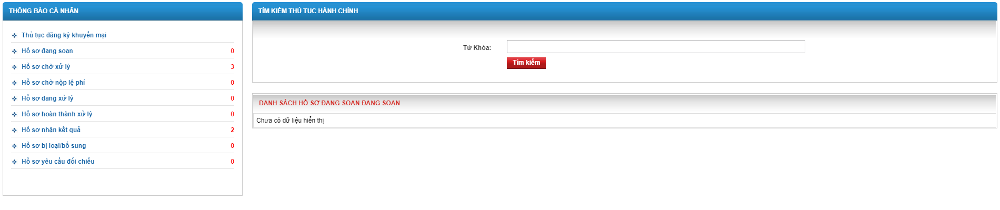 THÔNG BÁO CÁ NHÂN
Thủ tục đăng ký khuyến mại
Hồ sơ đang soạn 0
Hồ sơ chờ xử lý 3
Hồ sơ chờ nộp lệ phí 0
Hồ sơ đang xử lý 0
Hồ sơ hoàn thành xử lý 0
Hồ sơ nhận kết quả 2
Hồ sơ bị loại/bổ sung 0
Hồ sơ yêu cầu đối chiếu 0
TÌM KIẾM THỦ TỤC HÀNH CHÍNH
Từ Khóa:
Tìm kiếm
DANH SÁCH HỒ SƠ ĐANG SOẠN ĐANG SOẠN
Chưa có dữ liệu hiển thị